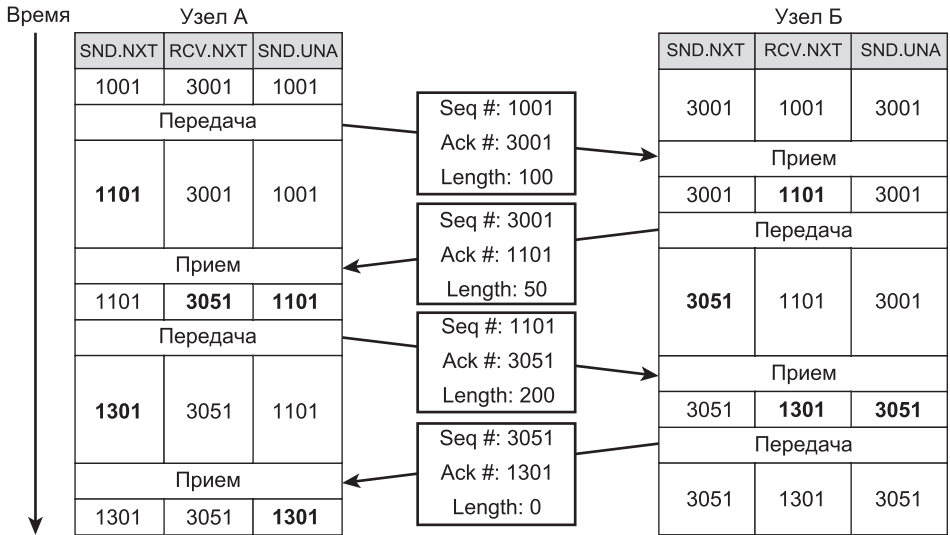 Время
Узел А
SND.NXT RCV.NXT SND.UNA
1001 3001 1001
Передача
1101 3001 1001
Прием
1101 3051 1101
Передача
1301 3051 1101
Прием
1301 3051 1301
Seq #: 1001
Ack #: 3001
Length: 100
Seq #: 3001
Ack #: 1101
Length: 50
Seq #: 1101
Ack #: 3051
Length: 200
Seq #: 3051
Ack #: 1301
Length: 0
Узел Б
SND.NXT RCV.NXT SND.UNA
3001 1001 3001
Прием
3001 1101 3001
Передача
3051 1101 3001
Прием
3051 1301 3051
Передача
3051 1301 3051